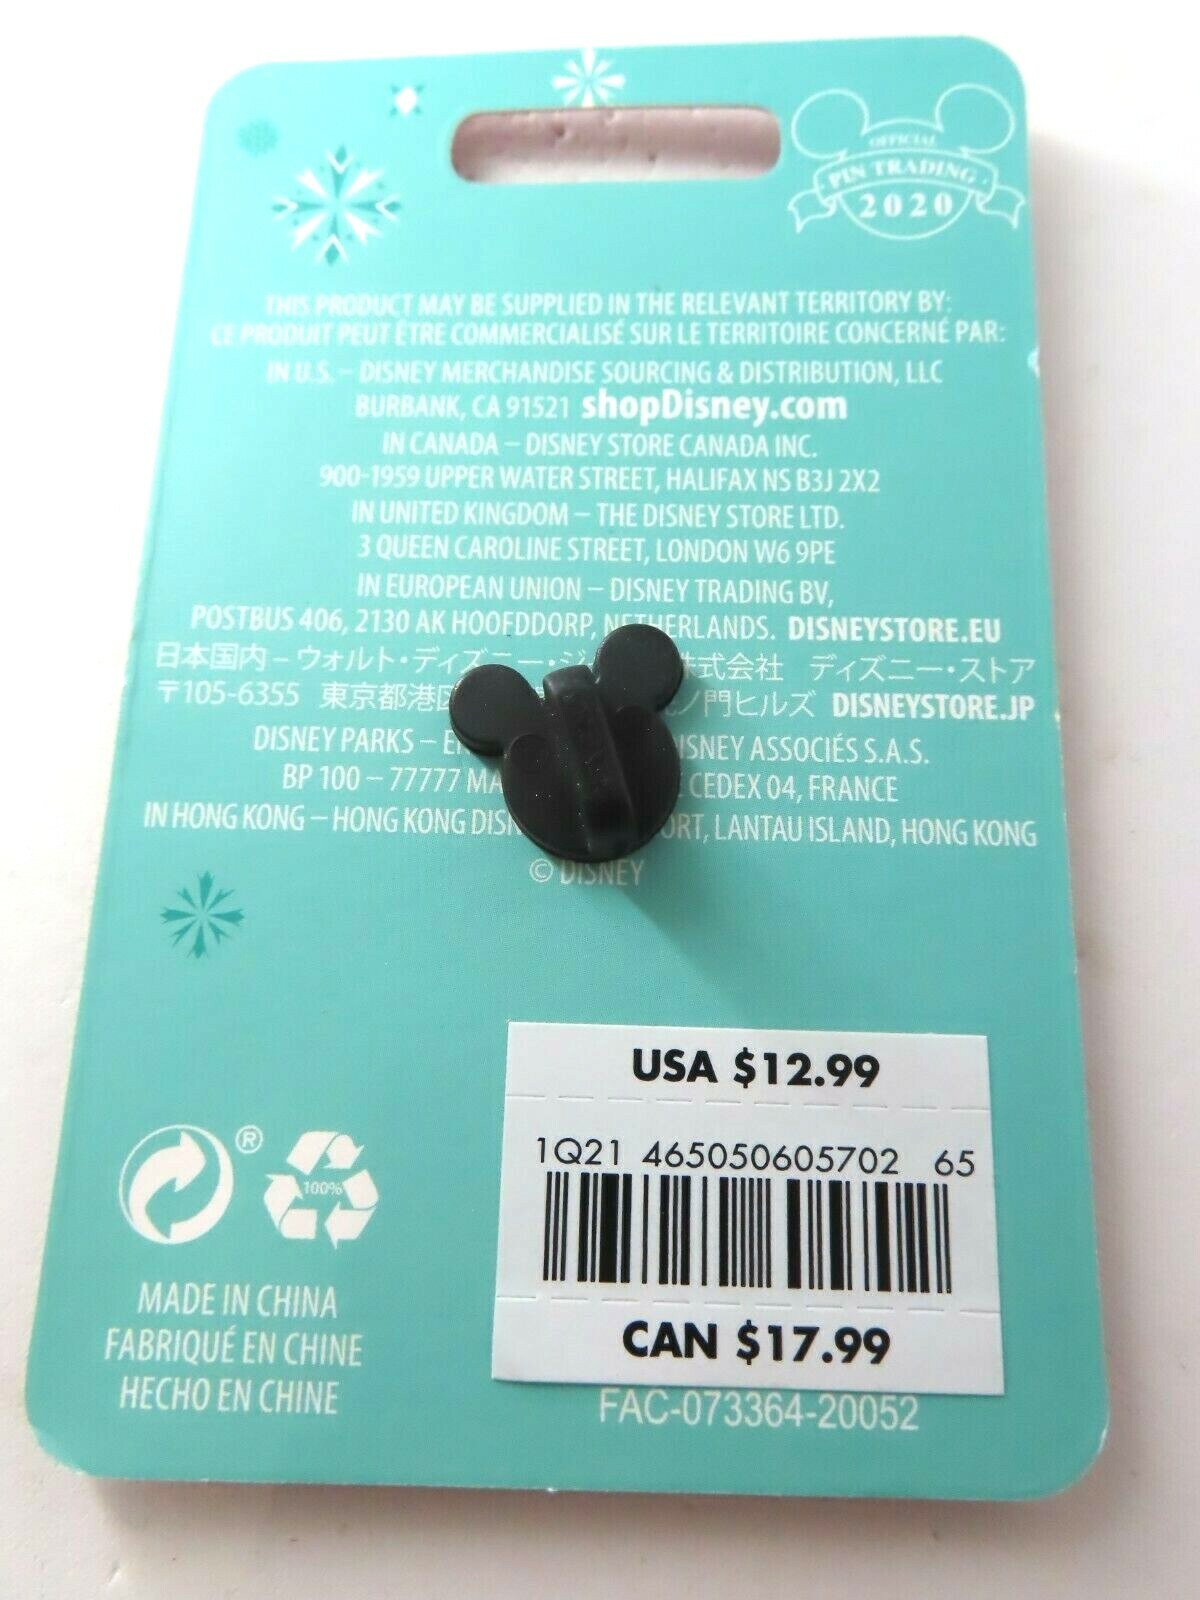 OFFICIAL
PIN TRADING
2020
THIS PRODUCT MAY BE SUPPLIED IN THE RELEVANT TERRITORY BY:
CE PRODUIT PEUT ÊTRE COMMERCIALISÉ SUR LE TERRITOIRE CONCERNÉ PAR:
IN U.S. – DISNEY MERCHANDISE SOURCING & DISTRIBUTION, LLC
BURBANK, CA 91521 shopDisney.com
IN CANADA – DISNEY STORE CANADA INC.
900-1959 UPPER WATER STREET, HALIFAX NS B3J 2X2
IN UNITED KINGDOM – THE DISNEY STORE LTD.
3 QUEEN CAROLINE STREET, LONDON W6 9PE
IN EUROPEAN UNION – DISNEY TRADING BV,
POSTBUS 406, 2130 AK HOOFDDORP, NETHERLANDS. DISNEYSTORE.EU
日本国内 – ウォルト・ディズニー・ジ 株式会社 ディズニー・ストア
〒105-6355 東京都港区 ノ門ヒルズ DISNEYSTORE.JP
DISNEY PARKS – DISNEY ASSOCIÉS S.A.S.
BP 100 – 77777 CEDEX 04, FRANCE
IN HONG KONG – HONG KONG LANTAU ISLAND, HONG KONG
© DISNEY
USA $12.99
1Q21 465050605702 65
CAN $17.99
®
100%
MADE IN CHINA
FABRIQUÉ EN CHINE
HECHO EN CHINE
FAC-073364-20052